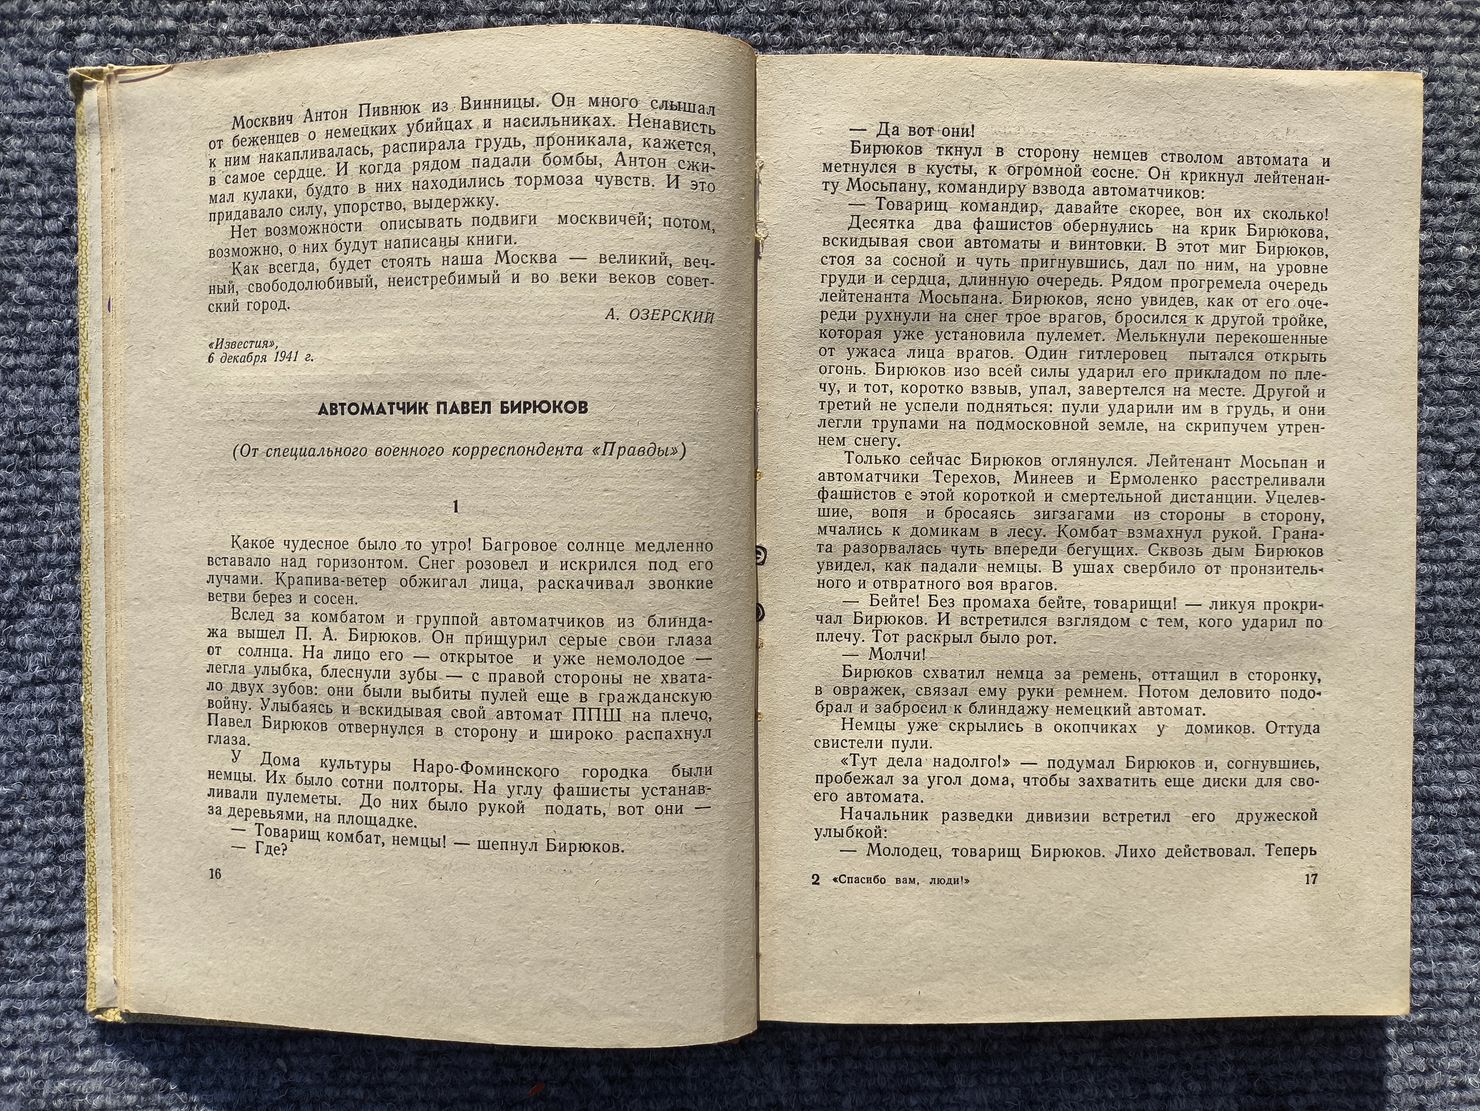 Москвич Антон Пивнюк из Винницы. Он много слышал
от беженцев о немецких убийцах и насильниках. Ненависть
к ним накапливалась, распирала грудь, проникала, кажется,
в самое сердце. И когда рядом падали бомбы, Антон сжи-
мал кулаки, будто в них находились тормоза чувств. И это
придавало силу, упорство, выдержку.
Нет возможности описывать подвиги москвичей; потом,
возможно, о них будут написаны книги.
Как всегда, будет стоять наша Москва — великий, веч-
ный, свободолюбивый, неистребимый и во веки веков совет-
ский город.
А. ОЗЕРСКИЙ
«Известия»,
6 декабря 1941 г.
АВТОМАТЧИК ПАВЕЛ БИРЮКОВ
(От специального военного корреспондента «Правды»)
1
Какое чудесное было то утро! Багровое солнце медленно
вставало над горизонтом. Снег розовел и искрился под его
лучами. Крапива-ветер обжигал лица, раскачивал звонкие
ветви берез и сосен.
Вслед за комбатом и группой автоматчиков из блинда-
жа вышел П. А. Бирюков. Он прищурил серые свои глаза
от солнца. На лицо его — открытое и уже немолодое —
легла улыбка, блеснули зубы — с правой стороны не хвата-
ло двух зубов: они были выбиты пулей еще в гражданскую
войну. Улыбаясь и вскидывая свой автомат ППШ на плечо,
Павел Бирюков отвернулся в сторону и широко распахнул
глаза.
У Дома культуры Наро-Фоминского городка были
немцы. Их было сотни полторы. На углу фашисты устанав-
ливали пулеметы. До них было рукой подать, вот они —
за деревьями, на площадке.
— Товарищ комбат, немцы! — шепнул Бирюков.
— Где?
16
— Да вот они!
Бирюков ткнул в сторону немцев стволом автомата и
метнулся в кусты, к огромной сосне. Он крикнул лейтенан-
ту Мосьпану, командиру взвода автоматчиков:
— Товарищ командир, давайте скорее, вон их сколько!
Десятка два фашистов обернулись на крик Бирюкова,
вскидывая свои автоматы и винтовки. В этот миг Бирюков,
стоя за сосной и чуть пригнувшись, дал по ним, на уровне
груди и сердца, длинную очередь. Рядом прогремела очередь
лейтенанта Мосьпана. Бирюков, ясно увидев, как от его оче-
реди рухнули на снег трое врагов, бросился к другой тройке,
которая уже установила пулемет. Мелькнули перекошенные
от ужаса лица врагов. Один гитлеровец пытался открыть
огонь. Бирюков изо всей силы ударил его прикладом по пле-
чу, и тот, коротко взвыв, упал, завертелся на месте. Другой и
третий не успели подняться: пули ударили им в грудь, и они
легли трупами на подмосковной земле, на скрипучем утрен-
нем снегу.
Только сейчас Бирюков оглянулся. Лейтенант Мосьпан и
автоматчики Терехов, Минеев и Ермоленко расстреливали
фашистов с этой короткой и смертельной дистанции. Уцелев-
шие, вопя и бросаясь зигзагами из стороны в сторону,
мчались к домикам в лесу. Комбат взмахнул рукой. Грана-
та разорвалась чуть впереди бегущих. Сквозь дым Бирюков
увидел, как падали немцы. В ушах свербило от пронзитель-
ного и отвратного воя врагов.
— Бейте! Без промаха бейте, товарищи! — ликуя прокри-
чал Бирюков. И встретился взглядом с тем, кого ударил по
плечу. Тот раскрыл было рот.
— Молчи!
Бирюков схватил немца за ремень, оттащил в сторонку,
в овражек, связал ему руки ремнем. Потом деловито подо-
брал и забросил к блиндажу немецкий автомат.
Немцы уже скрылись в окопчиках у домиков. Оттуда
свистели пули.
«Тут дела надолго!» — подумал Бирюков и, согнувшись,
пробежал за угол дома, чтобы захватить еще диски для сво-
его автомата.
Начальник разведки дивизии встретил его дружеской
улыбкой:
— Молодец, товарищ Бирюков. Лихо действовал. Теперь
2 «Спасибо вам, люди!»
17